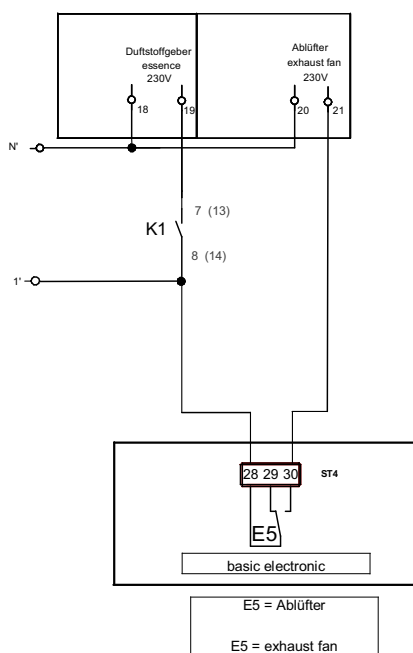 Duftstoffgeber
essence
230V
Ablüfter
exhaust fan
230V
18
19
20
21
N'
7 (13)
K1
8 (14)
1'
28 29 30
ST4
E5
basic electronic
E5 = Ablüfter
E5 = exhaust fan